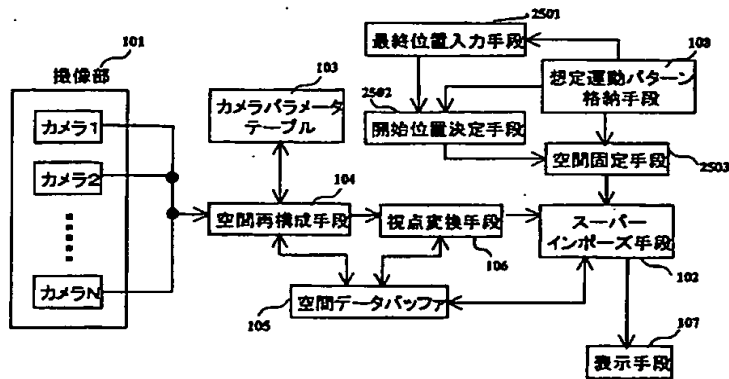 2501
101
最終位置入力手段
108
撮像部
103
2502
想定運動パターン
格納手段
カメラパラメータ
テーブル
カメラ1
開始位置決定手段
カメラ2
104
空間固定手段
2503
空間再構成手段
視点変換手段
スーパー
インポーズ手段
106
102
カメラN
空間データバッファ
105
107
表示手段